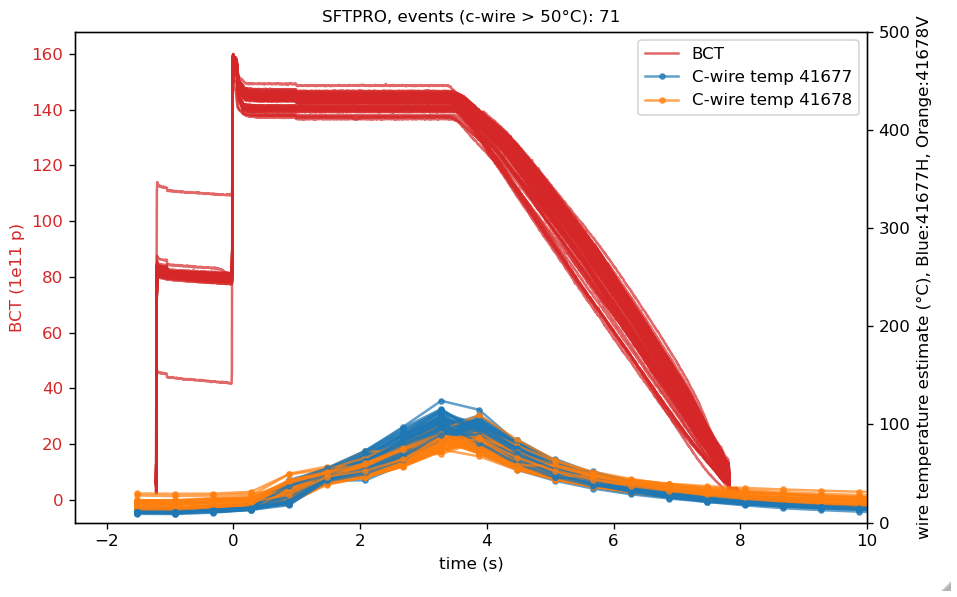 SFTPRO, events (c-wire > 50°C): 71
BCT
C-wire temp 41677
C-wire temp 41678
BCT (1e11 p)
160
140
120
100
80
60
40
20
0
500
400
300
200
100
0
wire temperature estimate (°C), Blue:41677H, Orange:41678V
−2 0 2 4 6 8 10
time (s)